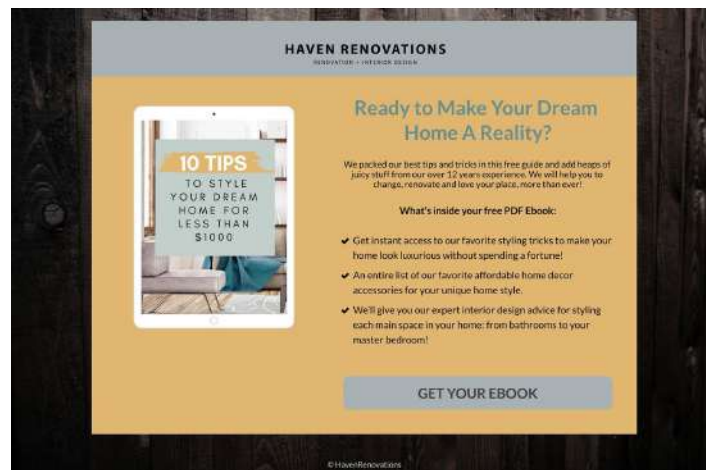 HAVEN RENOVATIONS
RENOVATION + INTERIOR DESIGN
10 TIPS
TO STYLE
YOUR DREAM
HOME FOR
LESS THAN
$1000
Ready to Make Your Dream
Home A Reality?
We packed our best tips and tricks in this free guide and add heaps of
juicy stuff from our over 12 years experience. We will help you to
change, renovate and love your place, more than ever!
What's inside your free PDF Ebook:
✔ Get instant access to our favorite styling tricks to make your
home look luxurious without spending a fortune!
✔ An entire list of our favorite affordable home decor
accessories for your unique home style.
✔ We'll give you our expert interior design advice for styling
each main space in your home: from bathrooms to your
master bedroom!
GET YOUR EBOOK
©HavenRenovations